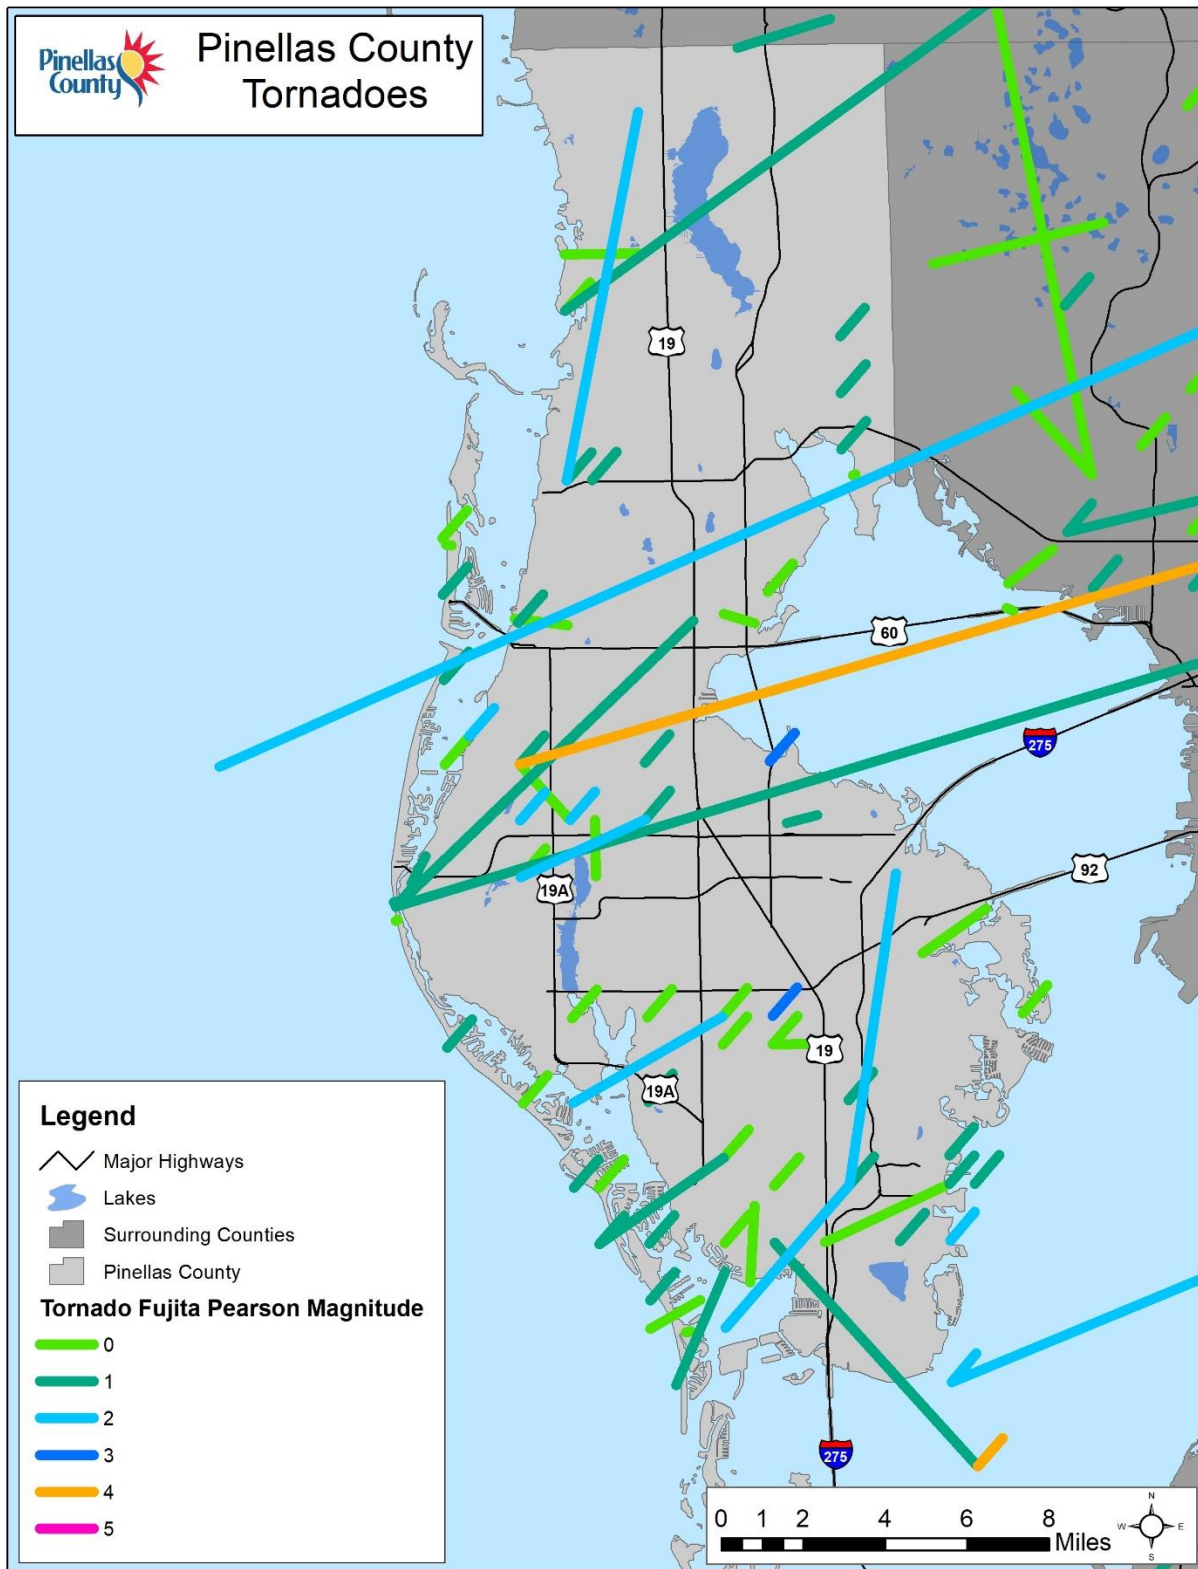 Pinellas
County
Pinellas County
Tornadoes
19
60
275
92
19A
19
19A
275
Legend
Major Highways
Lakes
Surrounding Counties
Pinellas County
Tornado Fujita Pearson Magnitude
0
1
2
3
4
5
0 1 2 4 6 8
Miles
N
W E
S